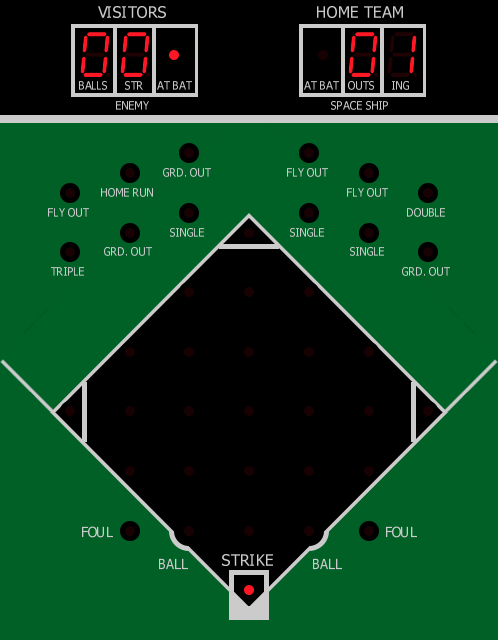 VISITORS
HOME TEAM
0 0
0 1
BALLS STR AT BAT
AT BAT OUTS ING
ENEMY
SPACE SHIP
GRD. OUT
FLY OUT
HOME RUN
FLY OUT
FLY OUT
DOUBLE
SINGLE
SINGLE
GRD. OUT
SINGLE
TRIPLE
GRD. OUT
FOUL
FOUL
STRIKE
BALL
BALL